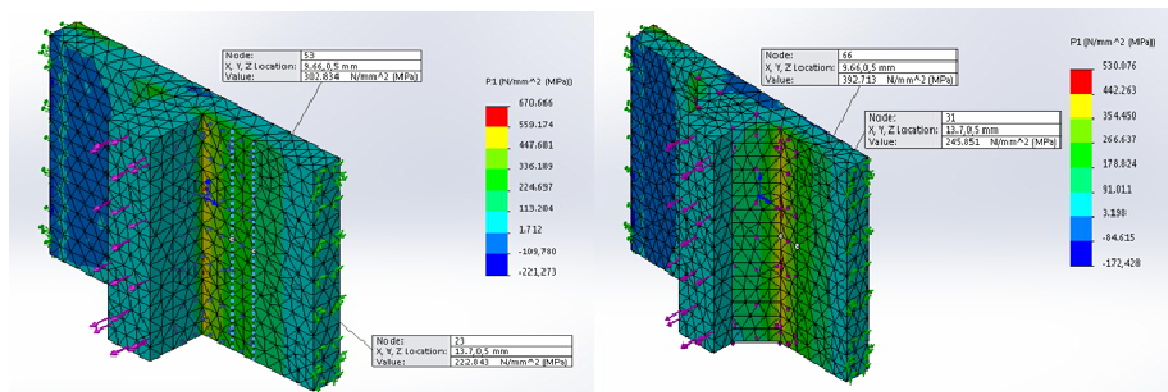 Node: 53
X, Y, Z Location: 9.66,0,5 mm
Value: 302.834 N/mm^2 (MPa)
P1 (N/mm^2 (MPa))
670.666
559.174
447.681
336.189
224.697
113.204
1.712
-109.780
-221.273
Node: 23
X, Y, Z Location: 13.7,0,5 mm
Value: 222.843 N/mm^2 (MPa)
Node: 66
X, Y, Z Location: 9.66,0,5 mm
Value: 392.713 N/mm^2 (MPa)
Node: 31
X, Y, Z Location: 13.7,0,5 mm
Value: 245.851 N/mm^2 (MPa)
P1 (N/mm^2 (MPa))
530.076
442.263
354.450
266.637
178.824
91.011
3.198
-84.615
-172.428